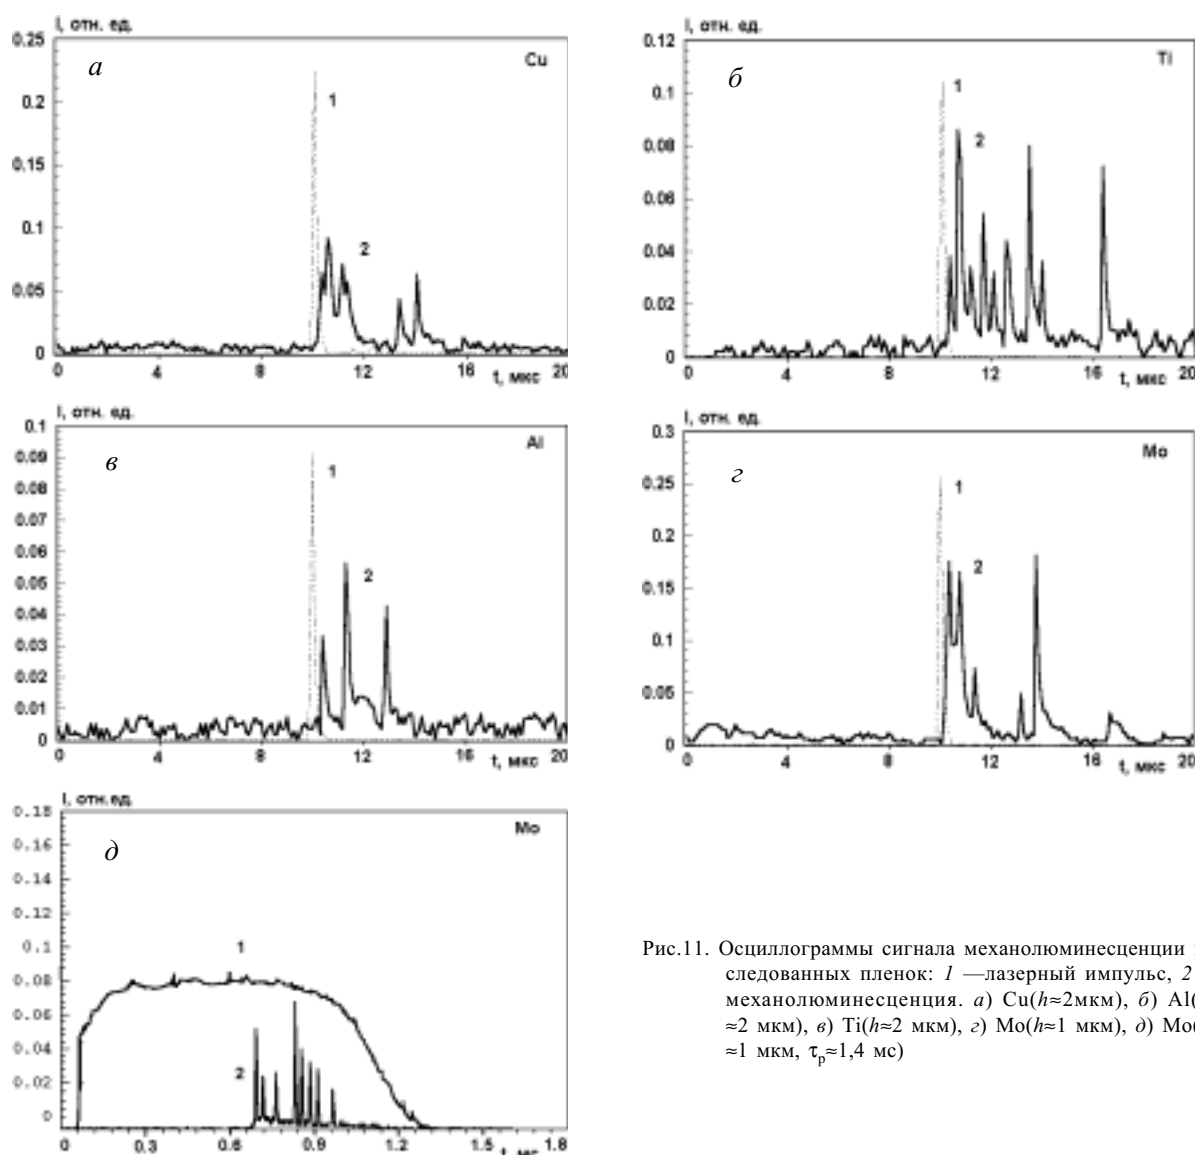 I, отн. ед.
0.25
а
Cu
0.2
1
0.15
0.1
2
0.05
0
0 4 8 12 16 20
t, мкс
I, отн. ед.
0.12
б
Ti
0.1
1
0.08
2
0.06
0.04
0.02
0
0 4 8 12 16 20
t, мкс
I, отн. ед.
0.1
в
Al
0.09
1
0.08
0.07
0.06
2
0.05
0.04
0.03
0.02
0.01
0
0 4 8 12 16 20
t, мкс
I, отн. ед.
0.3
г
Mo
0.25
1
0.2
2
0.15
0.1
0.05
0
0 4 8 12 16 20
t, мкс
I, отн.ед.
0.18
Mo
0.16
д
0.14
0.12
0.1
1
0.08
0.06
0.04
2
0.02
0
0 0.3 0.6 0.9 1.2 1.5 1.8
t, мс
Рис.11. Осциллограммы сигнала механолюминесценции
следованных пленок: 1 —лазерный импульс, 2
механолюминесценция. а) Cu(h≈2мкм), б) Al(
≈2 мкм), в) Ti(h≈2 мкм), г) Mo(h≈1 мкм), д) Mo(
≈1 мкм, τр≈1,4 мс)